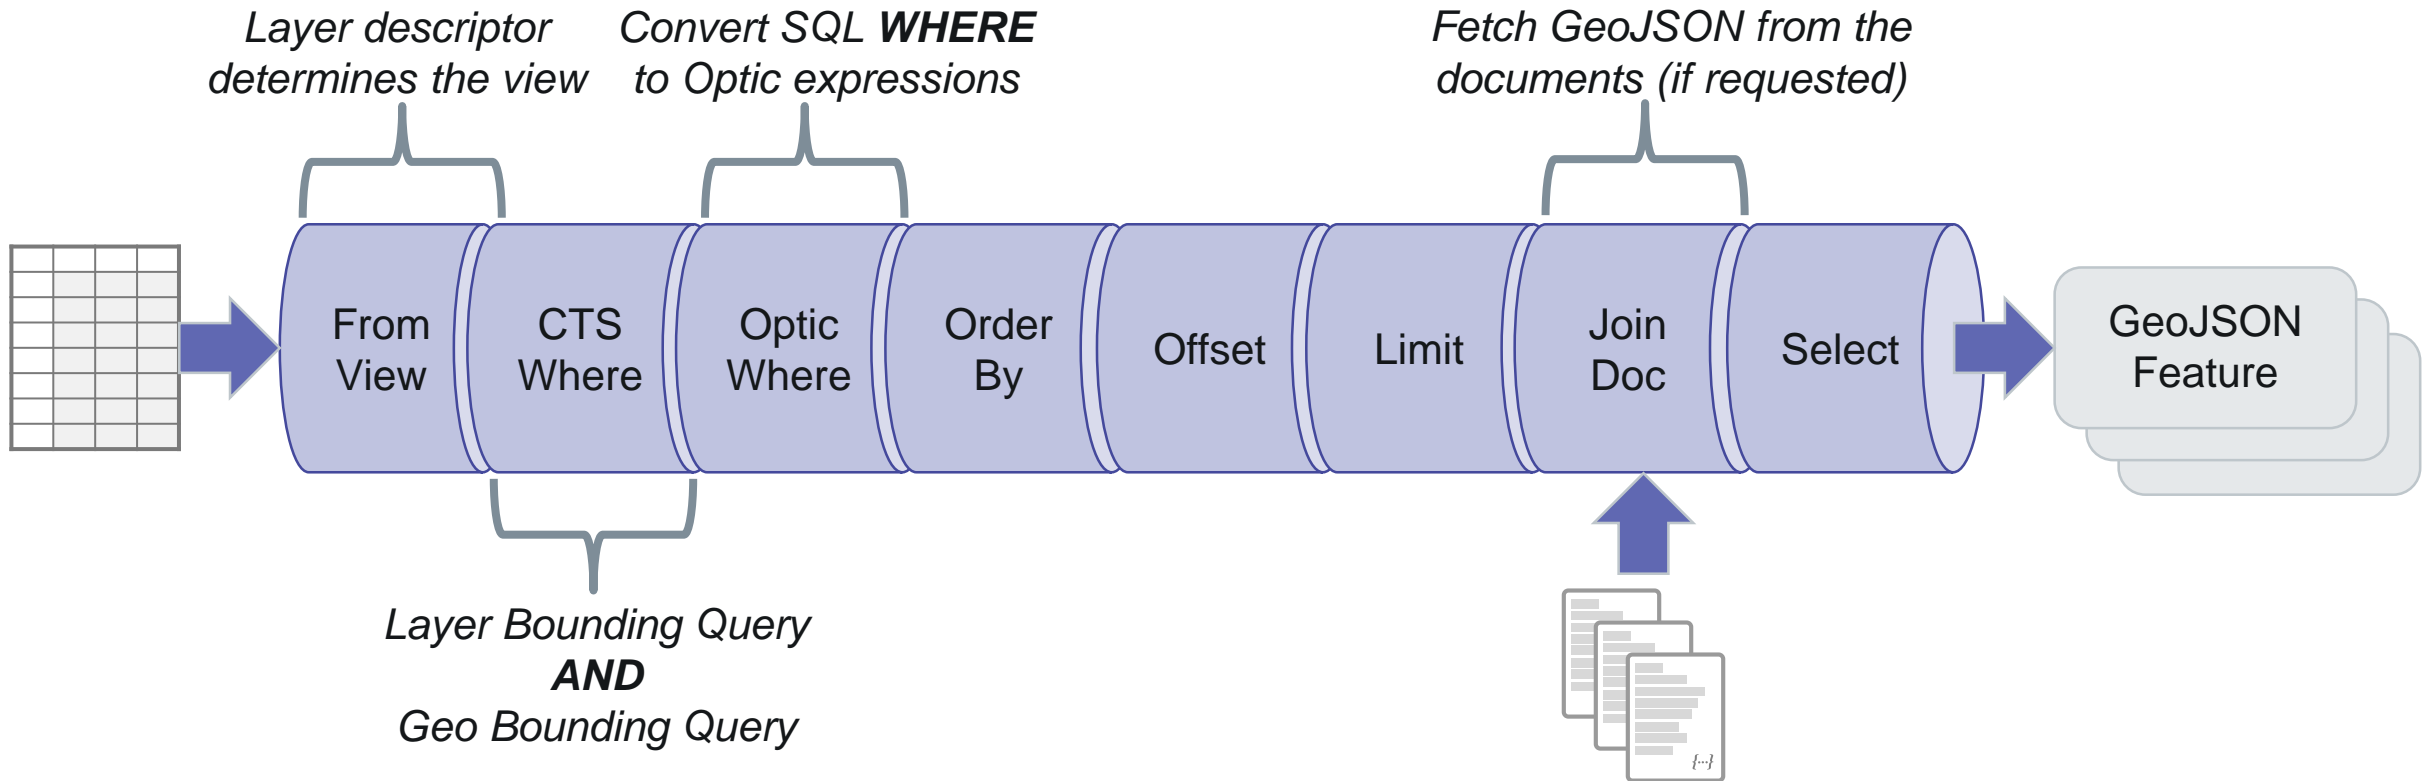 Layer descriptor
determines the view
Convert SQL WHERE
to Optic expressions
Fetch GeoJSON from the
documents (if requested)
From
View
CTS
Where
Optic
Where
Order
By
Offset
Limit
Join
Doc
Select
GeoJSON
Feature
Layer Bounding Query
AND
Geo Bounding Query
{...}